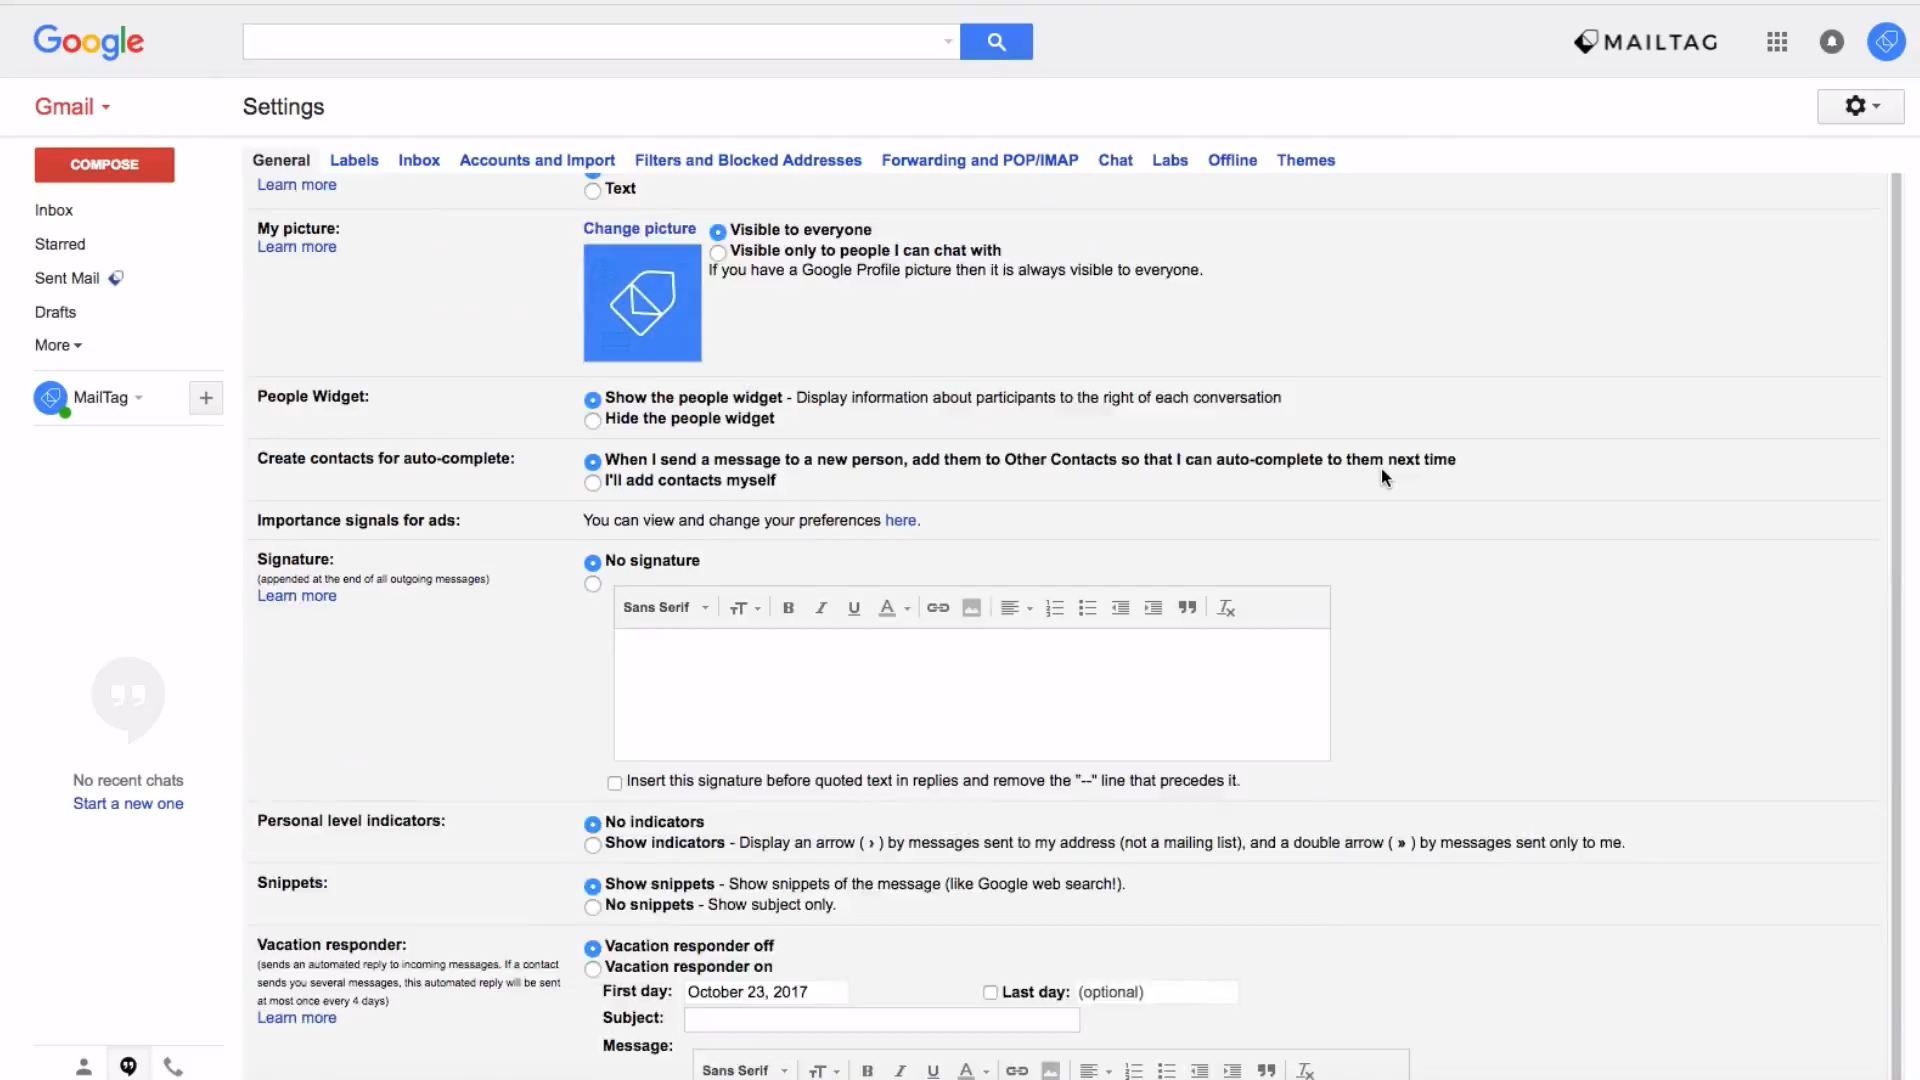 Google
MAILTAG
Gmail
Settings
COMPOSE
General Labels Inbox Accounts and Import Filters and Blocked Addresses Forwarding and POP/IMAP Chat Labs Offline Themes
Learn more
Text
Inbox
Starred
Sent Mail
Drafts
More
MailTag
+
No recent chats
Start a new one
My picture:
Learn more
Change picture
Visible to everyone
Visible only to people I can chat with
If you have a Google Profile picture then it is always visible to everyone.
People Widget:
Show the people widget - Display information about participants to the right of each conversation
Hide the people widget
Create contacts for auto-complete:
When I send a message to a new person, add them to Other Contacts so that I can auto-complete to them next time
I'll add contacts myself
Importance signals for ads:
You can view and change your preferences here.
Signature:
(appended at the end of all outgoing messages)
Learn more
No signature
Sans Serif
Insert this signature before quoted text in replies and remove the "--" line that precedes it.
Personal level indicators:
No indicators
Show indicators - Display an arrow ( › ) by messages sent to my address (not a mailing list), and a double arrow ( » ) by messages sent only to me.
Snippets:
Show snippets - Show snippets of the message (like Google web search!).
No snippets - Show subject only.
Vacation responder:
(sends an automated reply to incoming messages. If a contact
sends you several messages, this automated reply will be sent
at most once every 4 days)
Learn more
Vacation responder off
Vacation responder on
First day: October 23, 2017 Last day: (optional)
Subject:
Message:
Sans Serif